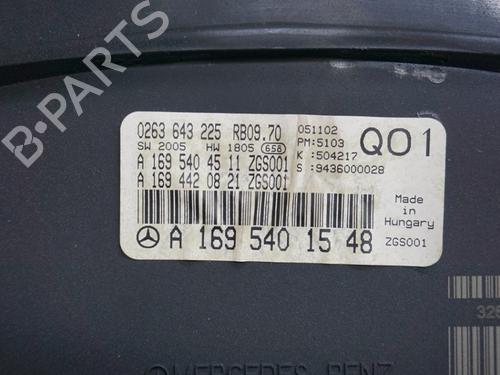 0263 643 225 RB09.70
SW 2005 HW 1805 658
A 169 540 45 11 ZGS001
A 169 442 08 21 ZGS001
A 169 540 15 48
051102
PM:5103
K :504217
S :9436000028
Q01
Made
in
Hungary
ZGS001
MERCEDES BENZ
B-PARTS